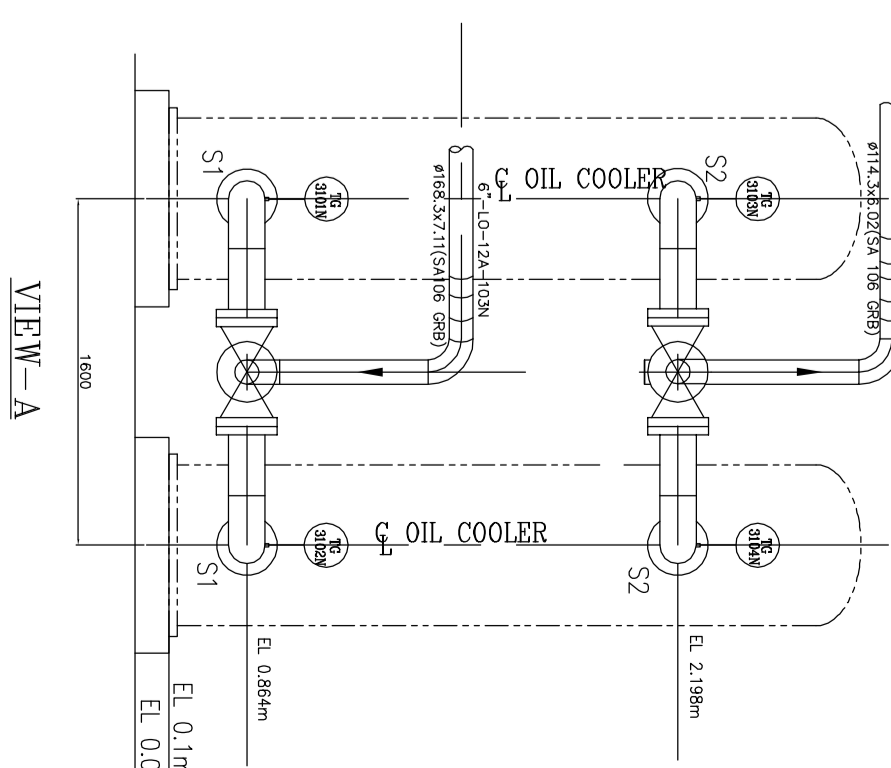 S1
TG
3101N
ø168.3x7.11(SA106 GRB)
6"-LO-12A-103N
℄ OIL COOLER
S2
TG
3103N
ø114.3x6.02(SA 106 GRB)
1600
VIEW-A
S1
TG
3102N
℄ OIL COOLER
S2
TG
3104N
EL 0.864m
EL 2.198m
EL 0.1m
EL 0.0